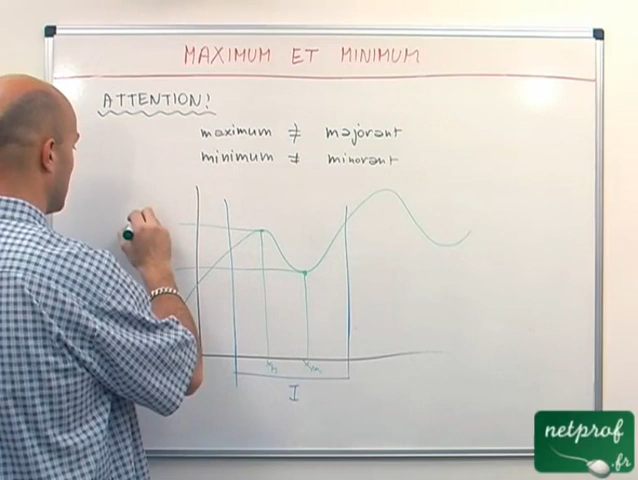 MAXIMUM ET MINIMUM
ATTENTION!
maximum ≠ majorant
minimum ≠ minorant
I
netprof
.fr